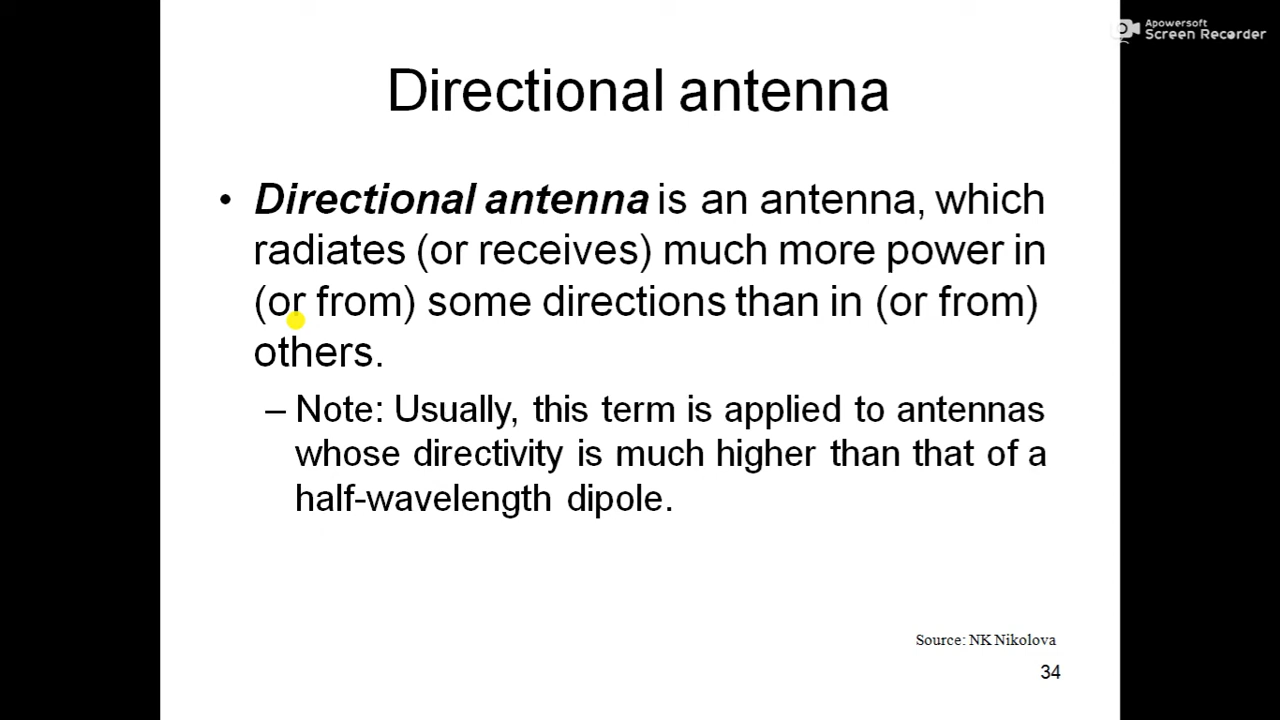 Apowersoft
Screen Recorder
Directional antenna
• Directional antenna is an antenna, which
radiates (or receives) much more power in
(or from) some directions than in (or from)
others.
– Note: Usually, this term is applied to antennas
whose directivity is much higher than that of a
half-wavelength dipole.
Source: NK Nikolova
34